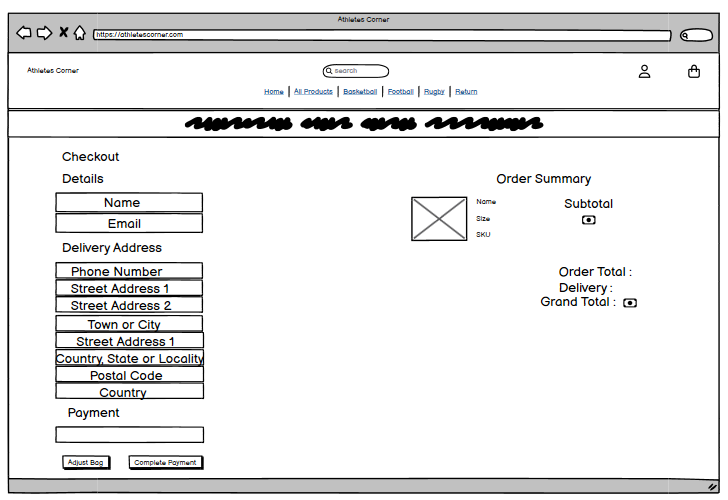 Athletes Corner
https://athletescorner.com
Athletes Corner
search
Home All Products Basketball Football Rugby Return
Checkout
Details
Name
Email
Delivery Address
Phone Number
Street Address 1
Street Address 2
Town or City
Street Address 1
Country, State or Locality
Postal Code
Country
Payment
Adjust Bag Complete Payment
Order Summary
Name
Size
SKU
Subtotal
Order Total :
Delivery :
Grand Total :